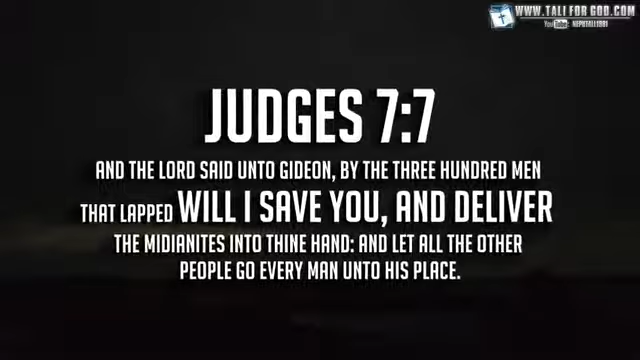 WWW.TALI FOR GOD.COM
YouTube: NEPHTALI1981
JUDGES 7:7
AND THE LORD SAID UNTO GIDEON, BY THE THREE HUNDRED MEN
THAT LAPPED WILL I SAVE YOU, AND DELIVER
THE MIDIANITES INTO THINE HAND: AND LET ALL THE OTHER
PEOPLE GO EVERY MAN UNTO HIS PLACE.